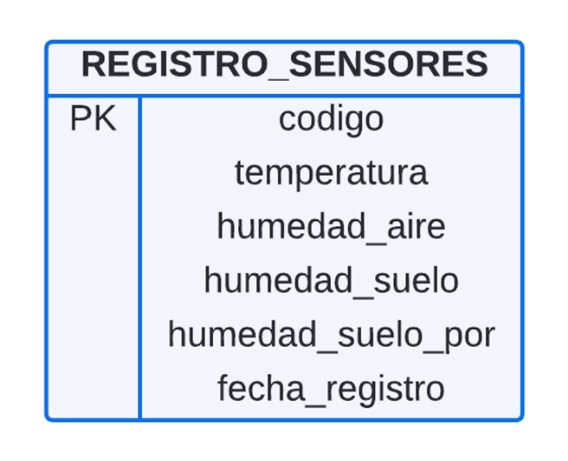 REGISTRO_SENSORES
PK codigo
temperatura
humedad_aire
humedad_suelo
humedad_suelo_por
fecha_registro